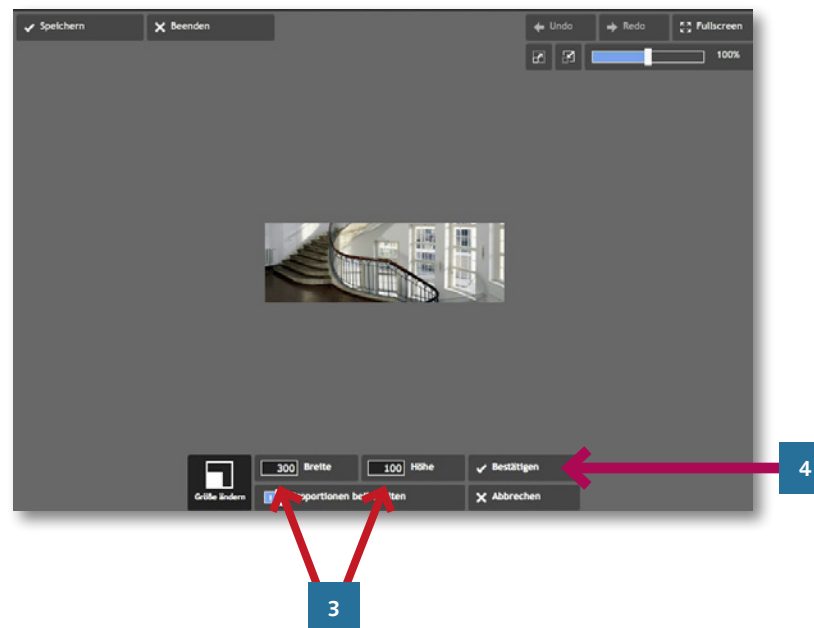 Speichern
Beenden
Undo
Redo
Fullscreen
100%
300 Breite
100 Höhe
Bestätigen
4
Größe ändern
Abbrechen
3